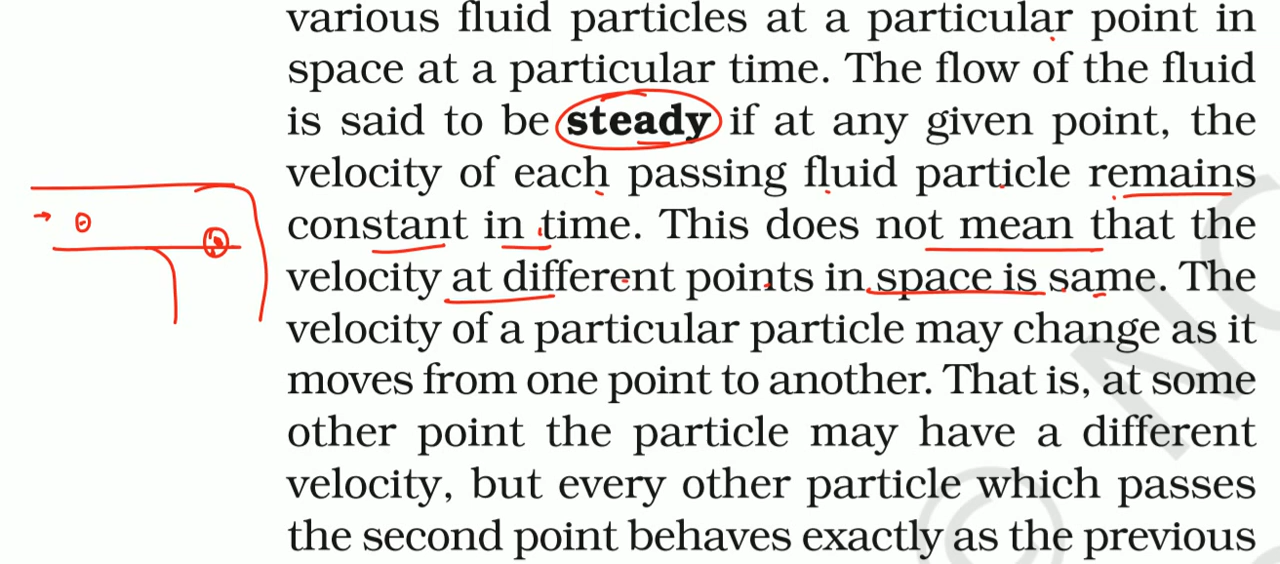 various fluid particles at a particular point in
space at a particular time. The flow of the fluid
is said to be steady if at any given point, the
velocity of each passing fluid particle remains
constant in time. This does not mean that the
velocity at different points in space is same. The
velocity of a particular particle may change as it
moves from one point to another. That is, at some
other point the particle may have a different
velocity, but every other particle which passes
the second point behaves exactly as the previous